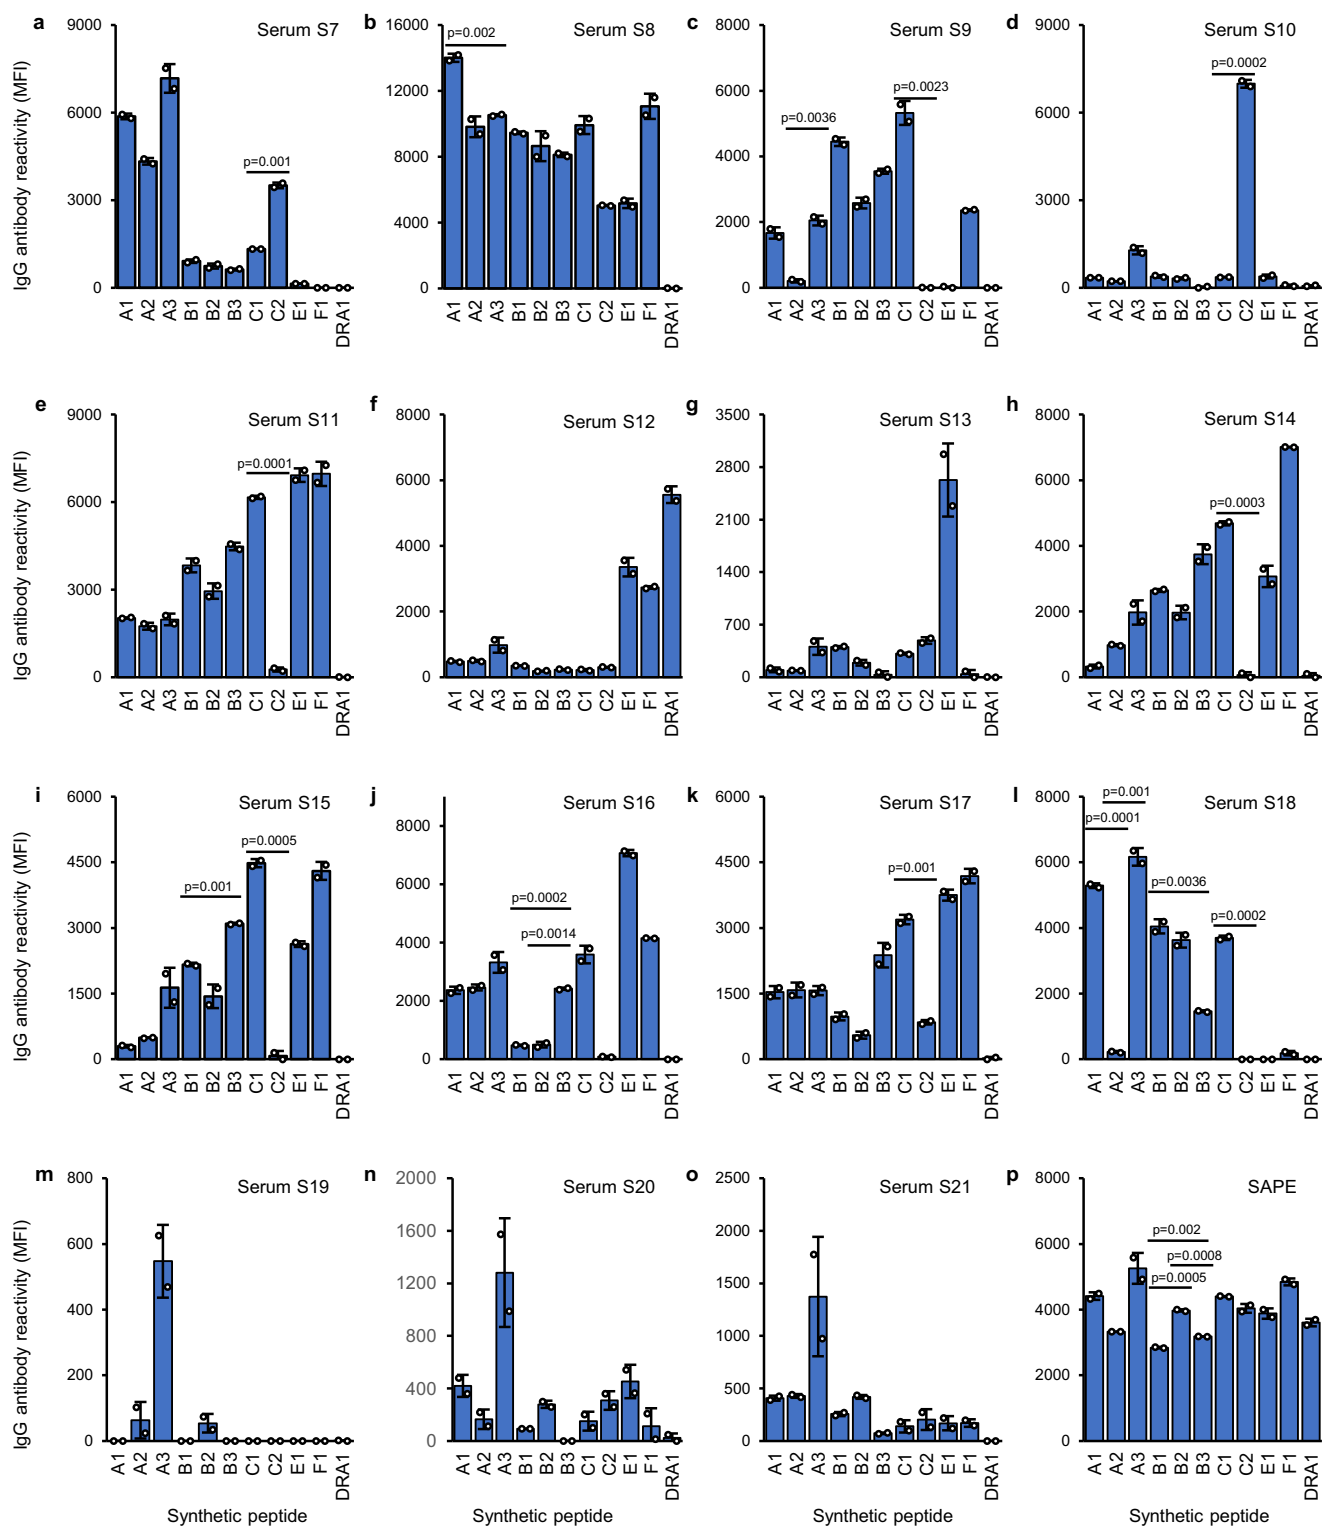 a Serum S7
IgG antibody reactivity (MFI)
9000
6000
3000
0
p=0.001
A1 A2 A3 B1 B2 B3 C1 C2 E1 F1 DRA1
b Serum S8
16000
14000
12000
10000
8000
6000
4000
2000
0
p=0.002
A1 A2 A3 B1 B2 B3 C1 C2 E1 F1 DRA1
c Serum S9
8000
6000
4000
2000
0
p=0.0023
p=0.0036
A1 A2 A3 B1 B2 B3 C1 C2 E1 F1 DRA1
d Serum S10
9000
6000
3000
0
p=0.0002
A1 A2 A3 B1 B2 B3 C1 C2 E1 F1 DRA1
e Serum S11
IgG antibody reactivity (MFI)
9000
6000
3000
0
p=0.0001
A1 A2 A3 B1 B2 B3 C1 C2 E1 F1 DRA1
f Serum S12
8000
6000
4000
2000
0
A1 A2 A3 B1 B2 B3 C1 C2 E1 F1 DRA1
g Serum S13
3500
2800
2100
1400
700
0
A1 A2 A3 B1 B2 B3 C1 C2 E1 F1 DRA1
h Serum S14
8000
6000
4000
2000
0
p=0.0003
A1 A2 A3 B1 B2 B3 C1 C2 E1 F1 DRA1
i Serum S15
IgG antibody reactivity (MFI)
6000
4500
3000
1500
0
p=0.0005
p=0.001
A1 A2 A3 B1 B2 B3 C1 C2 E1 F1 DRA1
j Serum S16
8000
6000
4000
2000
0
p=0.0002
p=0.0014
A1 A2 A3 B1 B2 B3 C1 C2 E1 F1 DRA1
k Serum S17
6000
4500
3000
1500
0
p=0.001
A1 A2 A3 B1 B2 B3 C1 C2 E1 F1 DRA1
l Serum S18
8000
6000
4000
2000
0
p=0.001
p=0.0001
p=0.0036
p=0.0002
A1 A2 A3 B1 B2 B3 C1 C2 E1 F1 DRA1
m Serum S19
IgG antibody reactivity (MFI)
800
600
400
200
0
A1 A2 A3 B1 B2 B3 C1 C2 E1 F1 DRA1
Synthetic peptide
n Serum S20
2000
1600
1200
800
400
0
A1 A2 A3 B1 B2 B3 C1 C2 E1 F1 DRA1
Synthetic peptide
o Serum S21
2500
2000
1500
1000
500
0
A1 A2 A3 B1 B2 B3 C1 C2 E1 F1 DRA1
Synthetic peptide
p SAPE
8000
6000
4000
2000
0
p=0.002
p=0.0008
p=0.0005
A1 A2 A3 B1 B2 B3 C1 C2 E1 F1 DRA1
Synthetic peptide